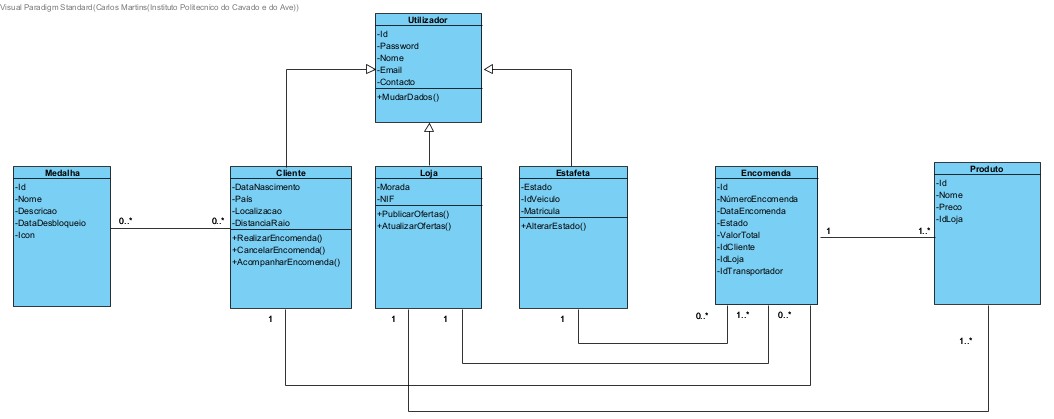 Visual Paradigm Standard(Carlos Martins(Instituto Politecnico do Cavado e do Ave))
Utilizador
-Id
-Password
-Nome
-Email
-Contacto
+MudarDados()
Medalha
-Id
-Nome
-Descricao
-DataDesbloqueio
-Icon
0..*
0..*
Cliente
-DataNascimento
-Pais
-Localizacao
-DistanciaRaio
+RealizarEncomenda()
+CancelarEncomenda()
+AcompanharEncomenda()
Loja
-Morada
-NIF
+PublicarOfertas()
+AtualizarOfertas()
Estafeta
-Estado
-IdVeiculo
-Matricula
+AlterarEstado()
Encomenda
-Id
-NúmeroEncomenda
-DataEncomenda
-Estado
-ValorTotal
-IdCliente
-IdLoja
-IdTransportador
1
1..*
Produto
-Id
-Nome
-Preco
-IdLoja
1
1
1
1
0..*
1..*
0..*
1..*